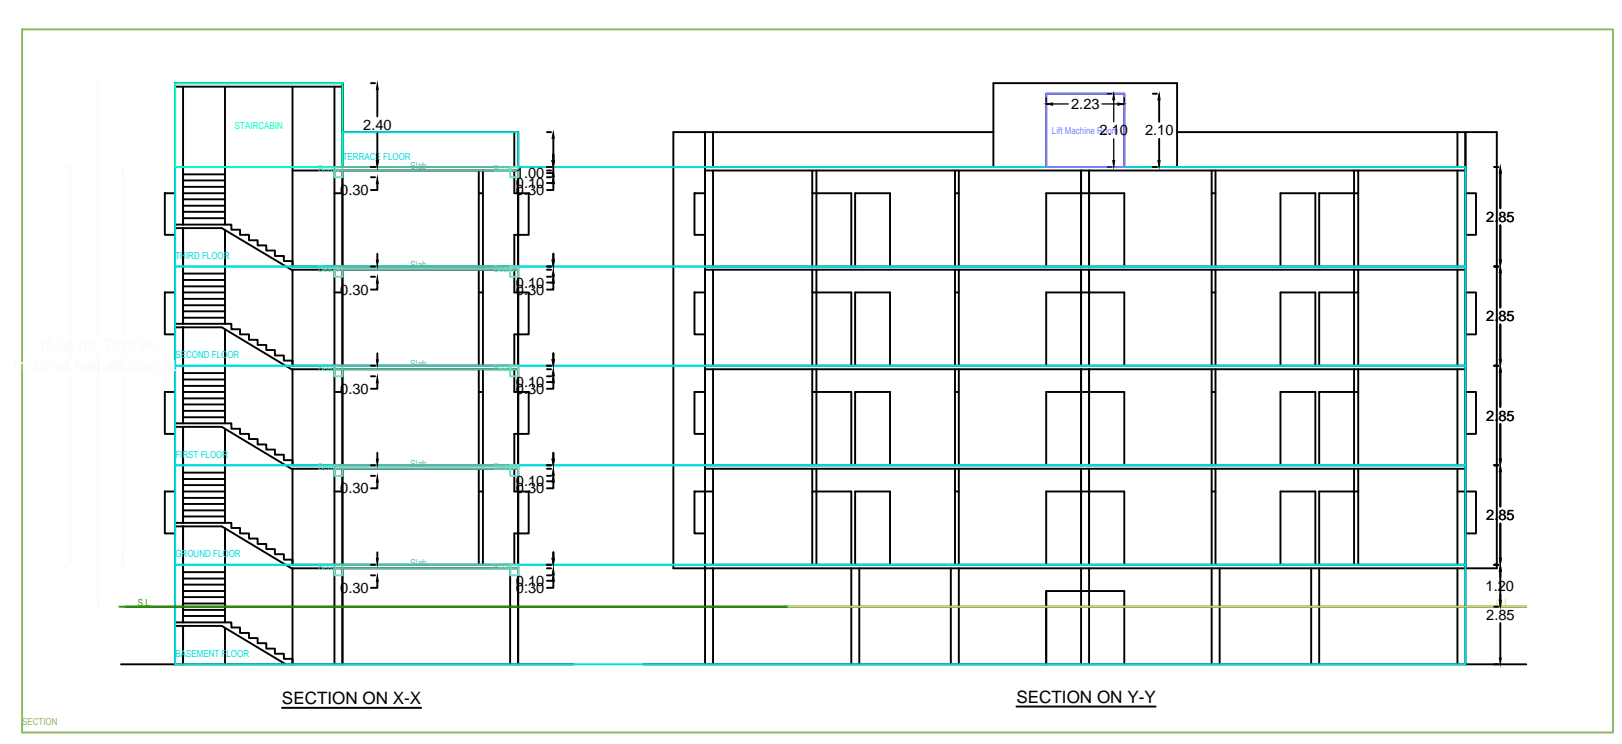 2.23
2.40
STAIRCABIN
Lift Machine Room
2.10
2.10
TERRACE FLOOR
Slab
1.00
0.10
0.30
0.30
2.85
THIRD FLOOR
Slab
0.10
0.30
0.30
2.85
SECOND FLOOR
Slab
0.10
0.30
0.30
2.85
FIRST FLOOR
Slab
0.10
0.30
0.30
2.85
GROUND FLOOR
Slab
0.10
0.30
0.30
1.20
S.L
2.85
BASEMENT FLOOR
SECTION ON X-X
SECTION ON Y-Y
SECTION